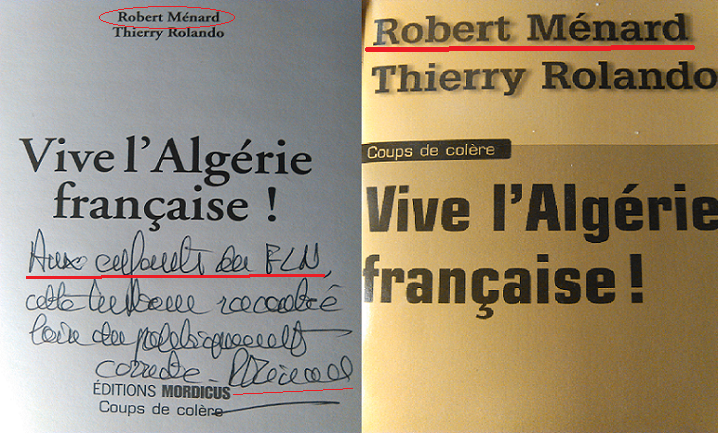 Robert Ménard
Thierry Rolando
Vive l'Algérie
française !
Aux enfants du FLN,
cette histoire racontée
loin du politiquement
correct.
ÉDITIONS MORDICUS
Coups de colère
Robert Ménard
Thierry Rolando
Coups de colère
Vive l'Algérie
française !